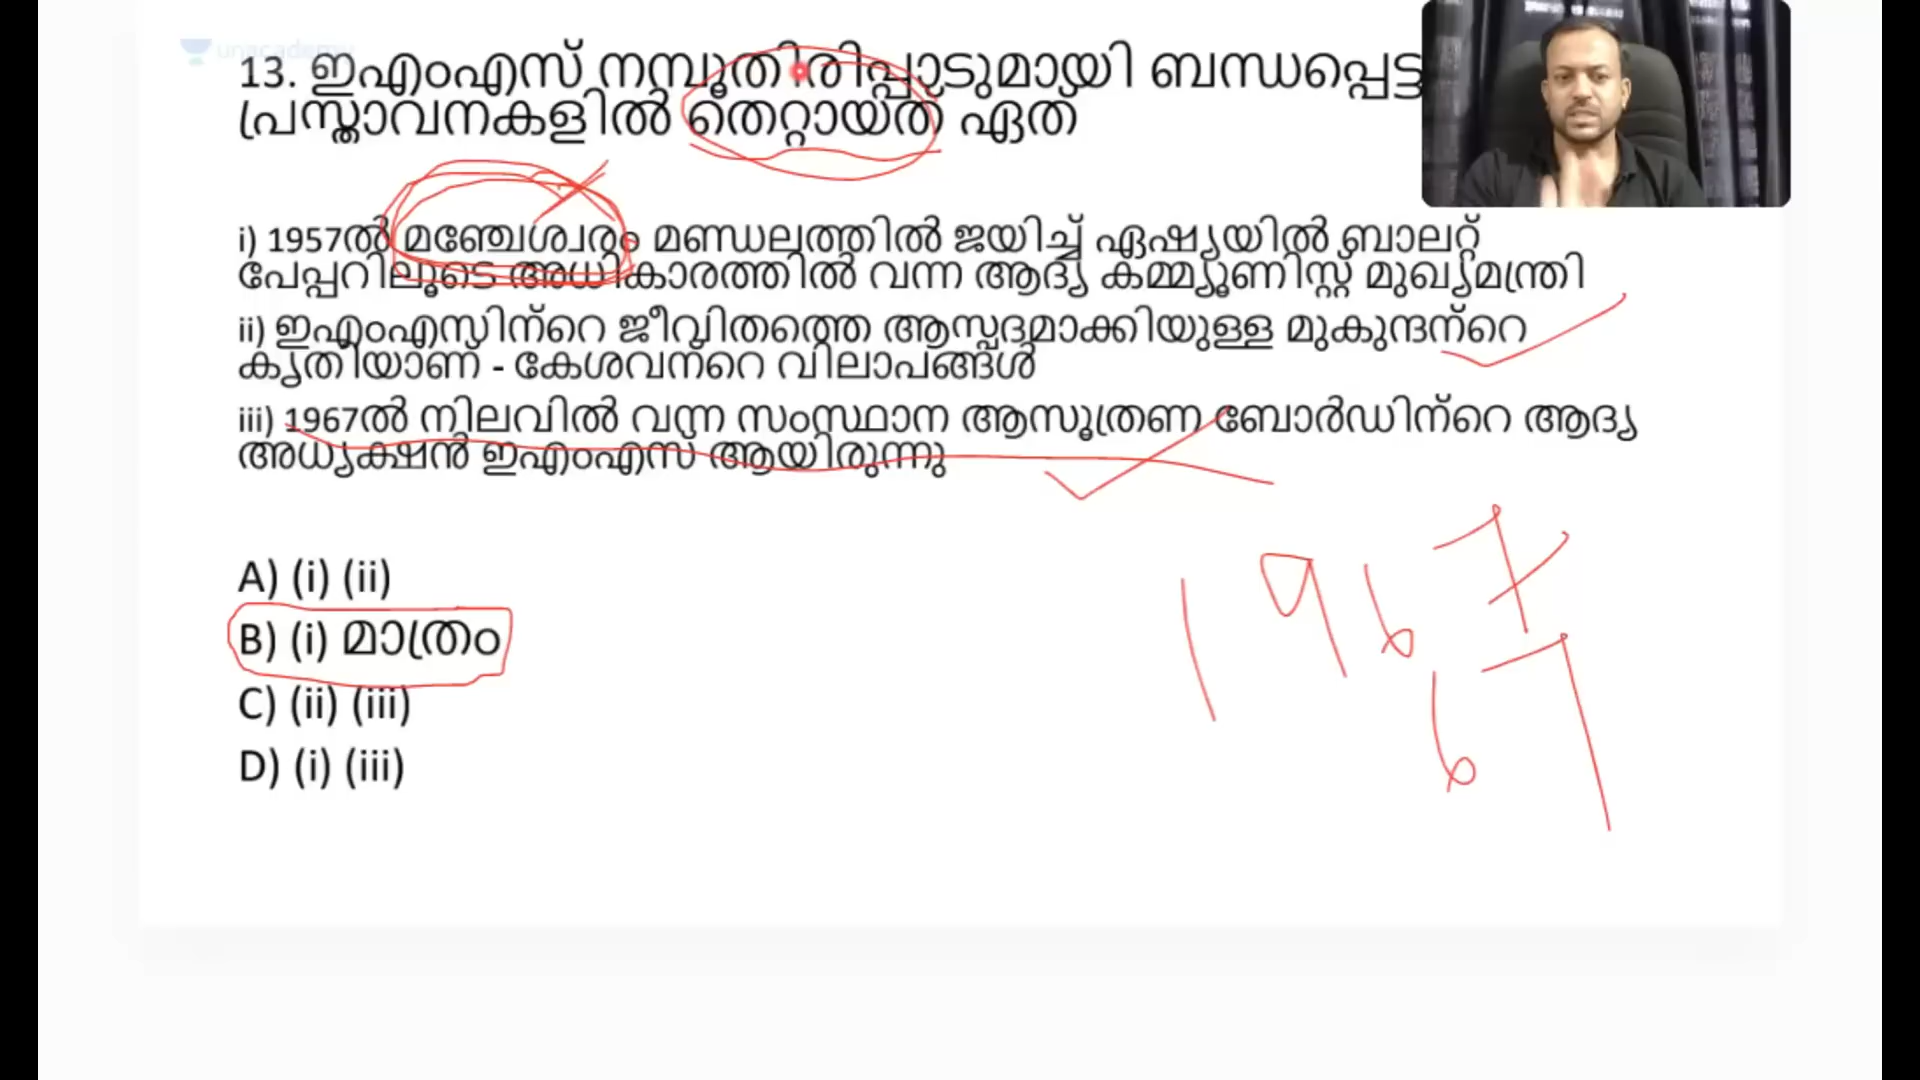 unacademy
13. ഇഎംഎസ് നമ്പൂതിരിപ്പാടുമായി ബന്ധപ്പെട്ട
പ്രസ്താവനകളിൽ തെറ്റായത് ഏത്
i) 1957ൽ മഞ്ചേശ്വരം മണ്ഡലത്തിൽ ജയിച്ച് ഏഷ്യയിൽ ബാലറ്റ്
പേപ്പറിലൂടെ അധികാരത്തിൽ വന്ന ആദ്യ കമ്മ്യൂണിസ്റ്റ് മുഖ്യമന്ത്രി
ii) ഇഎംഎസിന്റെ ജീവിതത്തെ ആസ്പദമാക്കിയുള്ള മുകുന്ദന്റെ
കൃതീയാണ് - കേശവന്റെ വിലാപങ്ങൾ
iii) 1967ൽ നിലവിൽ വന്ന സംസ്ഥാന ആസൂത്രണ ബോർഡിന്റെ ആദ്യ
അധ്യക്ഷൻ ഇഎംഎസ് ആയിരുന്നു
A) (i) (ii)
B) (i) മാത്രം
C) (ii) (iii)
D) (i) (iii)
1967
67